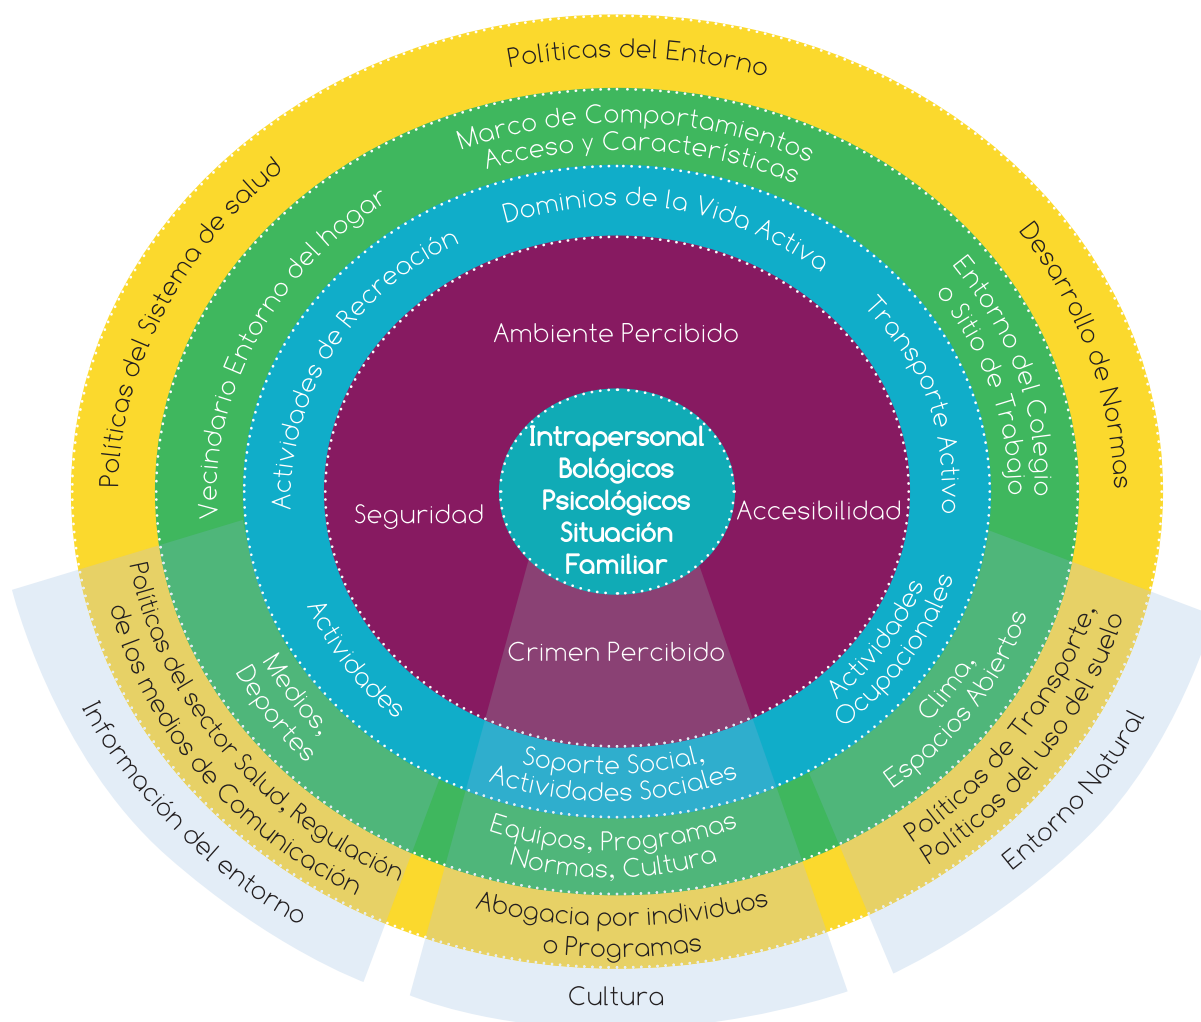 Políticas del Entorno
Políticas del Sistema de salud
Desarrollo de Normas
Marco de Comportamientos
Acceso y Características
Vecindario Entorno del hogar
Entorno del Colegio
o Sitio de Trabajo
Dominios de la Vida Activa
Actividades de Recreación
Transporte Activo
Ambiente Percibido
Intrapersonal
Bológicos
Psicológicos
Situación
Familiar
Seguridad
Accesibilidad
Crimen Percibido
Actividades
Actividades
Ocupacionales
Soporte Social,
Actividades Sociales
Medios,
Deportes
Clima,
Espacios Abiertos
Equipos, Programas
Normas, Cultura
Políticas del sector Salud, Regulación
de los medios de Comunicación
Políticas de Transporte,
Políticas del uso del suelo
Abogacia por individuos
o Programas
Información del entorno
Entorno Natural
Cultura